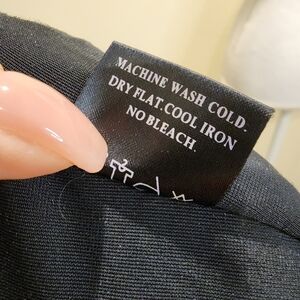 MACHINE WASH COLD.
DRY FLAT.COOL IRON
NO BLEACH.